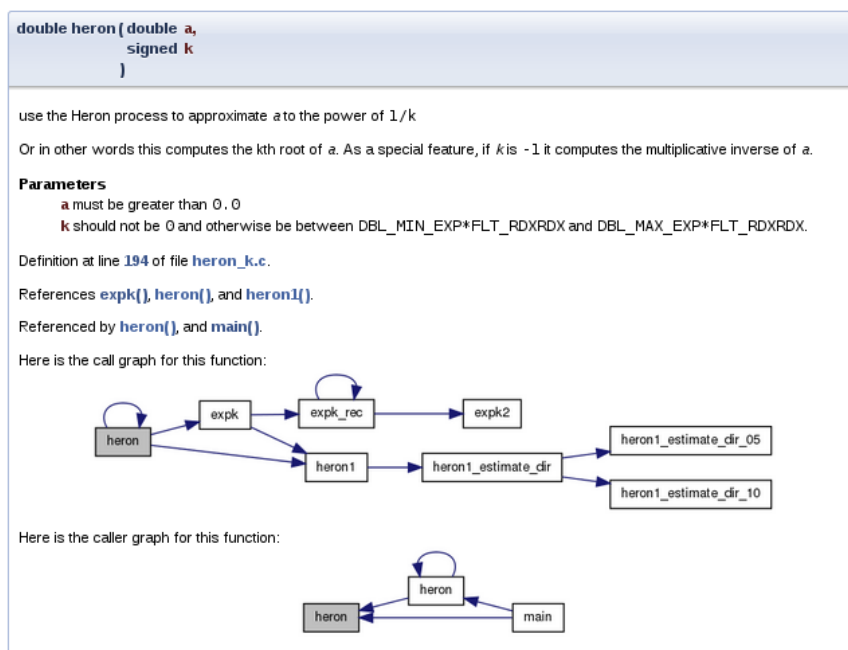 double heron ( double a,
signed k
)
use the Heron process to approximate a to the power of 1/k
Or in other words this computes the kth root of a. As a special feature, if k is -1 it computes the multiplicative inverse of a.
Parameters
a must be greater than 0.0
k should not be 0 and otherwise be between DBL_MIN_EXP*FLT_RDXRDX and DBL_MAX_EXP*FLT_RDXRDX.
Definition at line 194 of file heron_k.c.
References expk(), heron(), and heron1().
Referenced by heron(), and main().
Here is the call graph for this function:
heron
expk
expk_rec
expk2
heron1
heron1_estimate_dir
heron1_estimate_dir_05
heron1_estimate_dir_10
Here is the caller graph for this function:
heron
heron
main